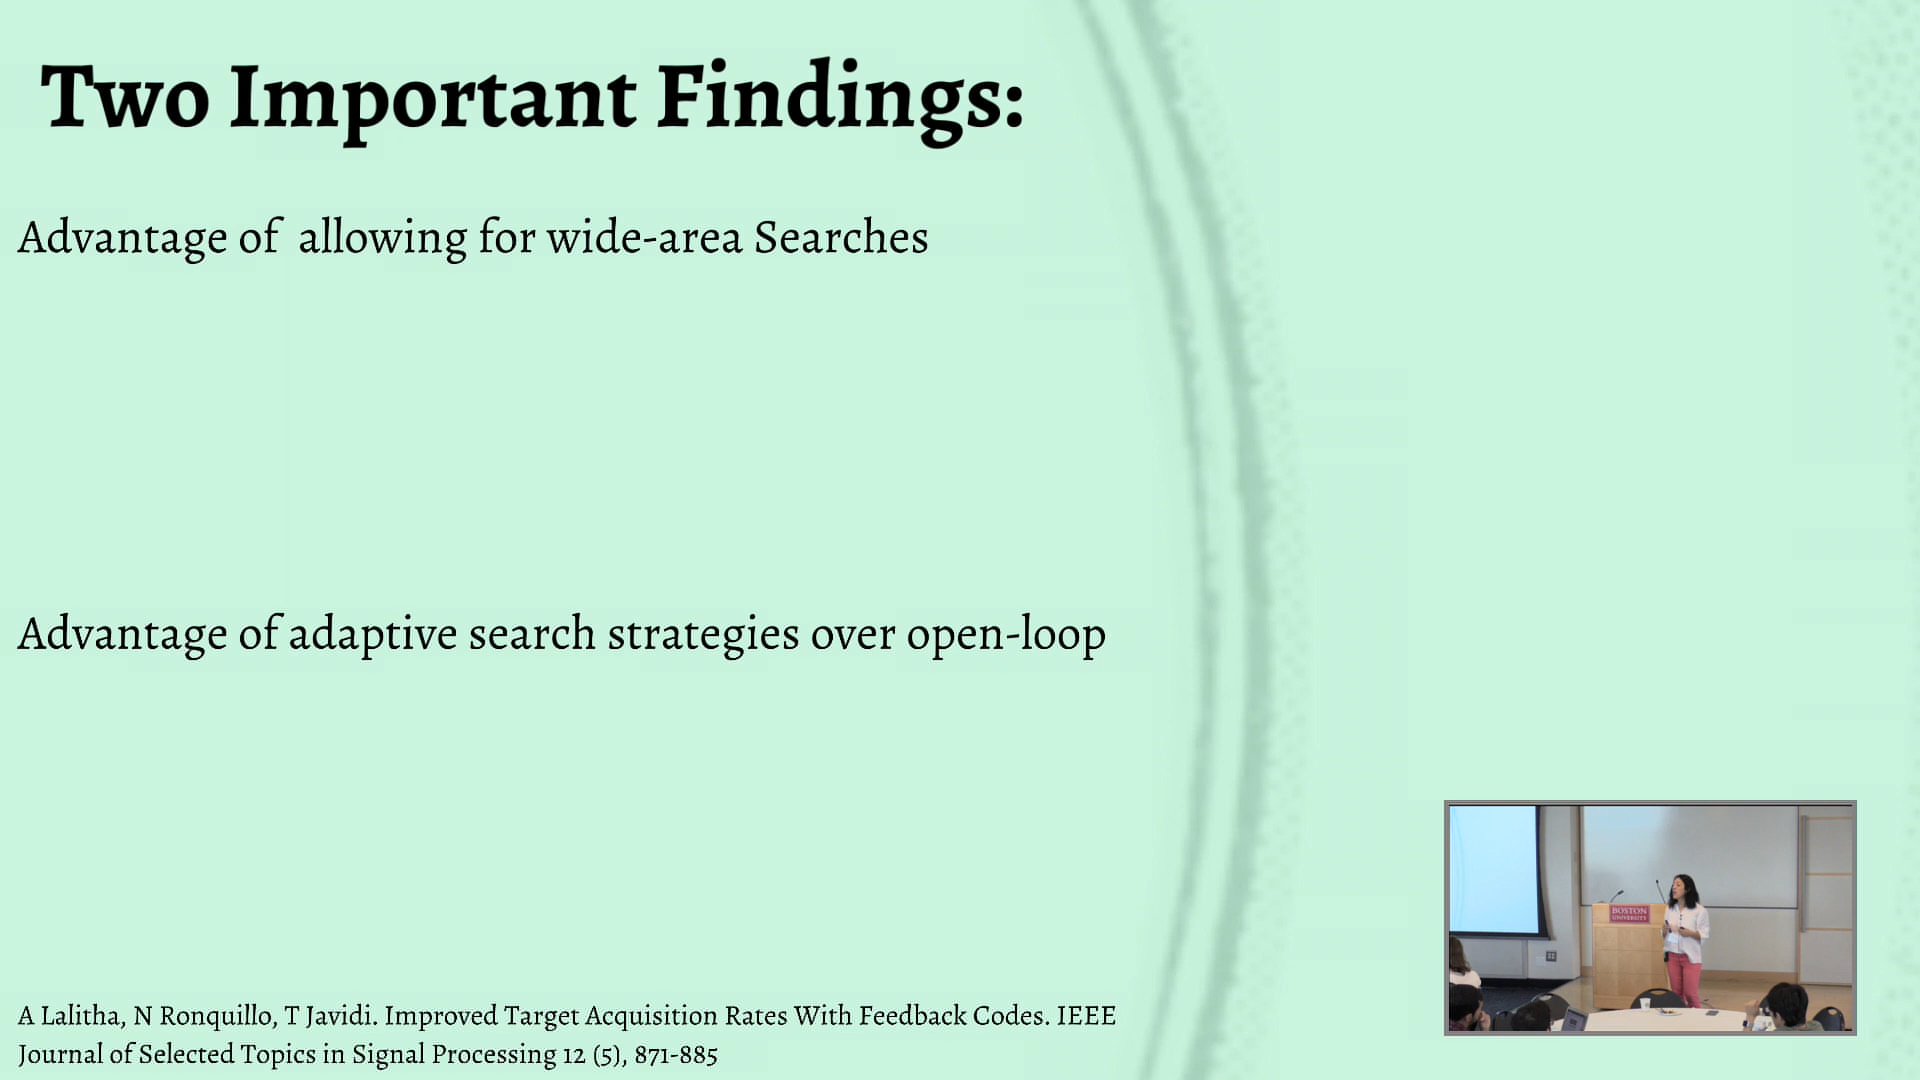 Two Important Findings:
Advantage of allowing for wide-area Searches
Advantage of adaptive search strategies over open-loop
A Lalitha, N Ronquillo, T Javidi. Improved Target Acquisition Rates With Feedback Codes. IEEE
Journal of Selected Topics in Signal Processing 12 (5), 871-885
BOSTON
UNIVERSITY